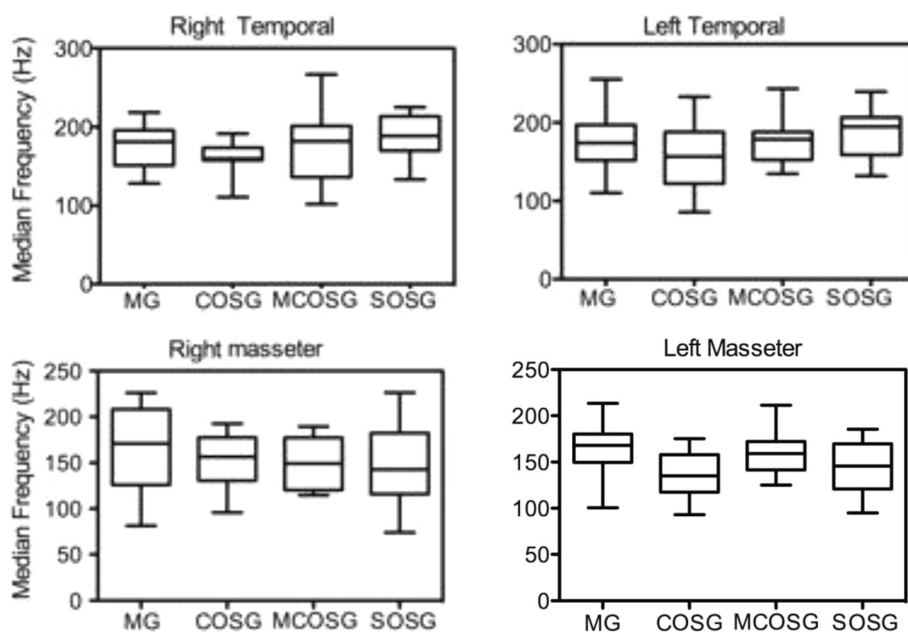 Right Temporal
Median Frequency (Hz)
300
200
100
0
MG COSG MCOSG SOSG
Left Temporal
300
200
100
0
MG COSG MCOSG SOSG
Right masseter
Median Frequency (Hz)
250
200
150
100
50
0
MG COSG MCOSG SOSG
Left Masseter
250
200
150
100
50
0
MG COSG MCOSG SOSG